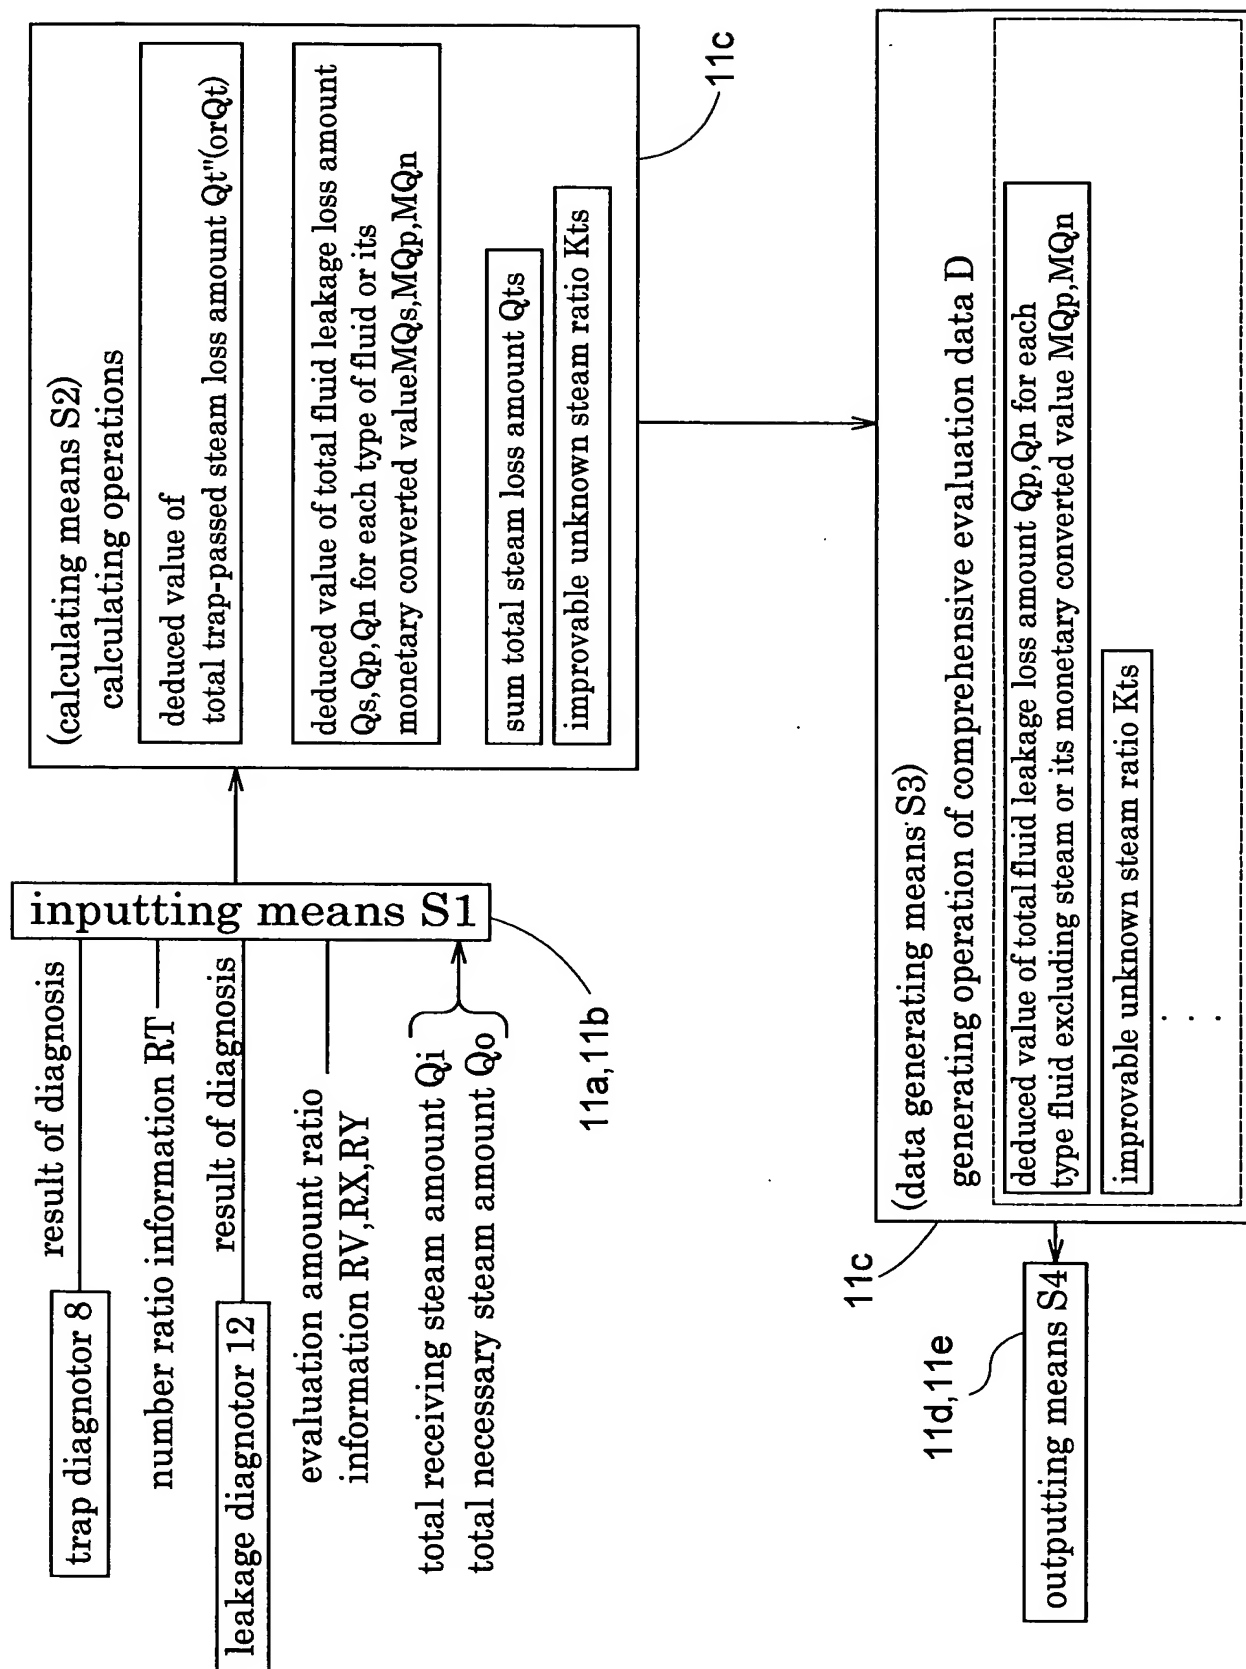 trap diagnotor 8
result of diagnosis
number ratio information RT
leakage diagnotor 12
result of diagnosis
evaluation amount ratio
information RV,RX,RY
total receiving steam amount Qi
total necessary steam amount Qo
inputting means S1
11a,11b
(calculating means S2)
calculating operations
deduced value of
total trap-passed steam loss amount Qt"(orQt)
deduced value of total fluid leakage loss amount
Qs,Qp,Qn for each type of fluid or its
monetary converted valueMQs,MQp,MQn
sum total steam loss amount Qts
improvable unknown steam ratio Kts
11c
(data generating means S3)
generating operation of comprehensive evaluation data D
deduced value of total fluid leakage loss amount Qp,Qn for each
type fluid excluding steam or its monetary converted value MQp,MQn
improvable unknown steam ratio Kts
. . .
11c
outputting means S4
11d,11e